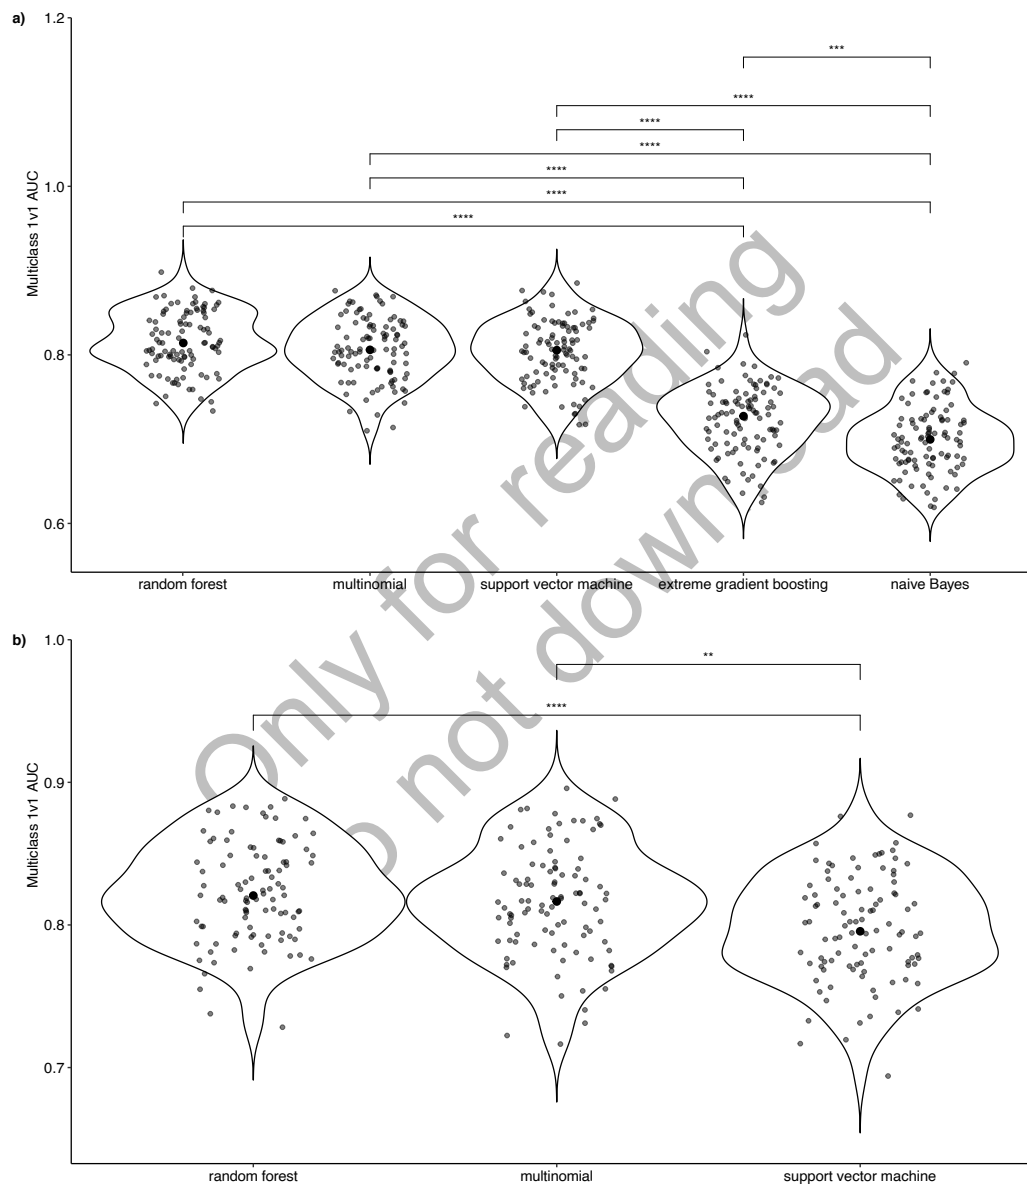 a)
1.2
1.0
0.8
0.6
Multiclass 1v1 AUC
***
****
****
****
****
****
****
random forest multinomial support vector machine extreme gradient boosting naive Bayes
b)
1.0
0.9
0.8
0.7
Multiclass 1v1 AUC
**
****
random forest multinomial support vector machine
Only for reading
not download